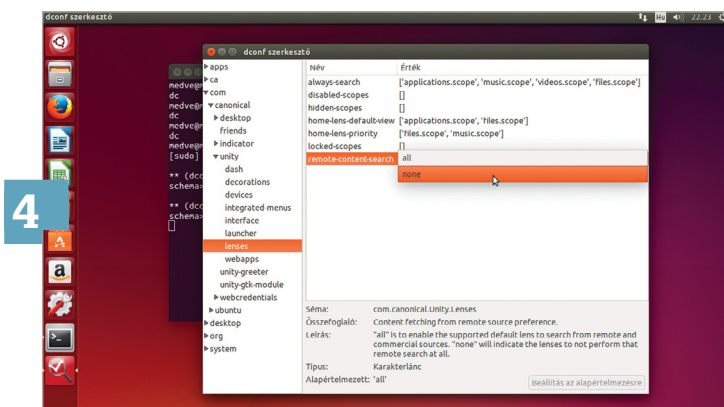 dconf szerkesztő
Hu
22.23
dconf szerkesztő
4
medve@
dc
medve@
dc
medve@
dc
medve@
[sudo]
** (dcc
schema>
** (dcc
schema>
apps
ca
com
canonical
desktop
friends
indicator
unity
dash
decorations
devices
integrated-menus
interface
launcher
lenses
webapps
unity-greeter
unity-gtk-module
webcredentials
ubuntu
desktop
org
system
Név Érték
always-search ['applications.scope', 'music.scope', 'videos.scope', 'files.scope']
disabled-scopes []
hidden-scopes []
home-lens-default-view ['applications.scope', 'files.scope']
home-lens-priority ['files.scope', 'music.scope']
locked-scopes []
remote-content-search all
none
Séma: com.canonical.Unity.Lenses
Összefoglaló: Content fetching from remote source preference.
Leírás: "all" is to enable the supported default lens to search from remote and
commercial sources. "none" will indicate the lenses to not perform that
remote search at all.
Típus: Karakterlánc
Alapértelmezett: 'all'
Beállítás az alapértelmezésre